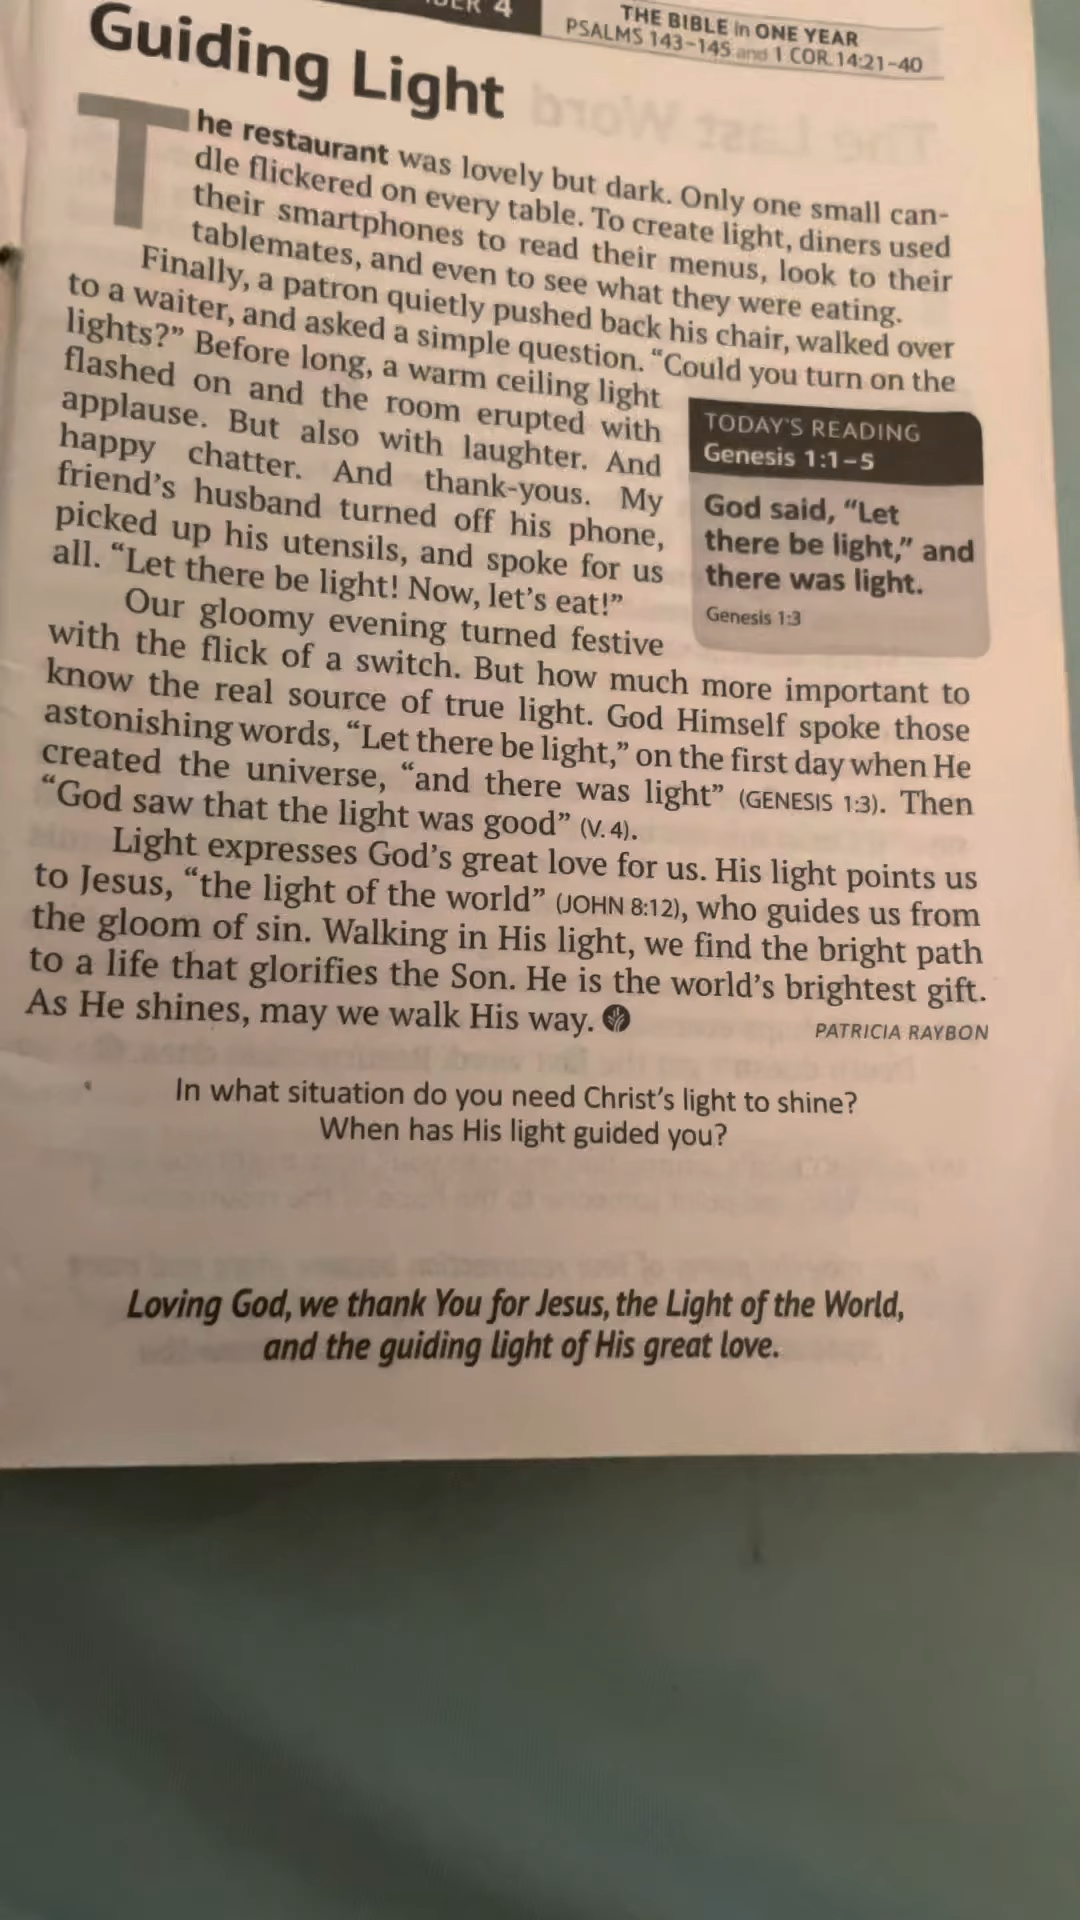 4
THE BIBLE in ONE YEAR
PSALMS 143–145 and 1 COR. 14:21–40
Guiding Light
The restaurant was lovely but dark. Only one small can-
dle flickered on every table. To create light, diners used
their smartphones to read their menus, look to their
tablemates, and even to see what they were eating.
Finally, a patron quietly pushed back his chair, walked over
to a waiter, and asked a simple question. “Could you turn on the
lights?” Before long, a warm ceiling light
flashed on and the room erupted with
applause. But also with laughter. And
happy chatter. And thank-yous. My
friend’s husband turned off his phone,
picked up his utensils, and spoke for us
all. “Let there be light! Now, let’s eat!”
TODAY’S READING
Genesis 1:1–5
God said, “Let
there be light,” and
there was light.
Genesis 1:3
Our gloomy evening turned festive
with the flick of a switch. But how much more important to
know the real source of true light. God Himself spoke those
astonishing words, “Let there be light,” on the first day when He
created the universe, “and there was light” (GENESIS 1:3). Then
“God saw that the light was good” (V. 4).
Light expresses God’s great love for us. His light points us
to Jesus, “the light of the world” (JOHN 8:12), who guides us from
the gloom of sin. Walking in His light, we find the bright path
to a life that glorifies the Son. He is the world’s brightest gift.
As He shines, may we walk His way.
PATRICIA RAYBON
In what situation do you need Christ’s light to shine?
When has His light guided you?
Loving God, we thank You for Jesus, the Light of the World,
and the guiding light of His great love.